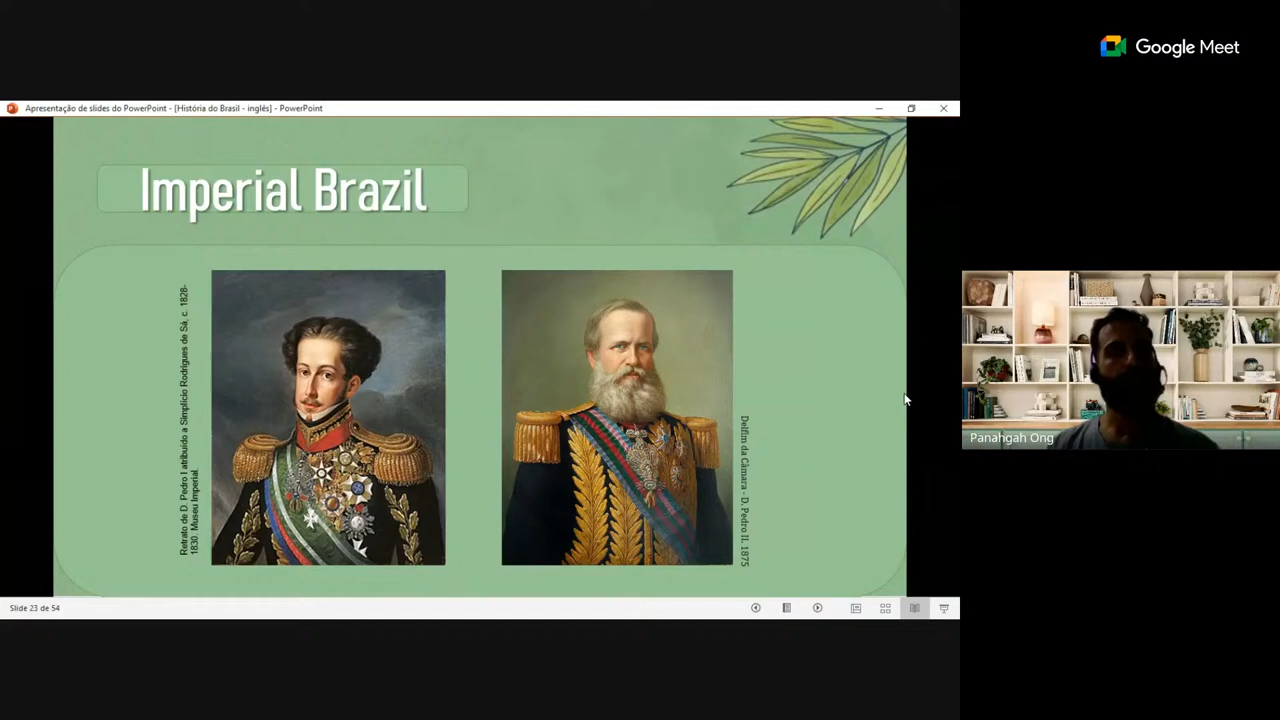 Google Meet
Apresentação de slides do PowerPoint - [História do Brasil - inglês] - PowerPoint
Imperial Brazil
Retrato de D. Pedro I atribuído a Simplício Rodrigues de Sá, c. 1828-
1830. Museu Imperial.
Delfim da Câmara - D. Pedro II. 1875
Panahgah Ong
Slide 23 de 54